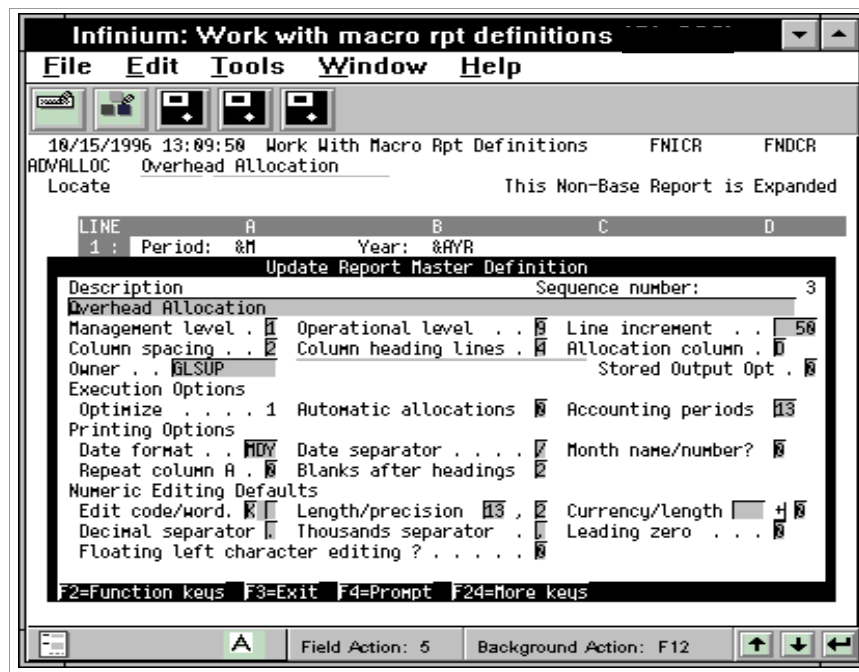 Infinium: Work with macro rpt definitions
File Edit Tools Window Help
10/15/1996 13:09:50 Work With Macro Rpt Definitions FNICR FNDCR
ADVALLOC Overhead Allocation
Locate This Non-Base Report is Expanded
LINE A B C D
1 : Period: &M Year: &AYR
Update Report Master Definition
Description Sequence number: 3
Overhead Allocation
Management level . 1 Operational level . . 9 Line increment . . 50
Column spacing . . 2 Column heading lines . 4 Allocation column . D
Owner . . GLSUP Stored Output Opt . 0
Execution Options
Optimize . . . . 1 Automatic allocations 0 Accounting periods 13
Printing Options
Date format . . MDY Date separator . . . . / Month name/number? 0
Repeat column A . 0 Blanks after headings 2
Numeric Editing Defaults
Edit code/word. K Length/precision 13 , 2 Currency/length + 0
Decimal separator . Thousands separator . , Leading zero . . . 0
Floating left character editing ? . . . . . 0
F2=Function keys F3=Exit F4=Prompt F24=More keys
A Field Action: 5 Background Action: F12